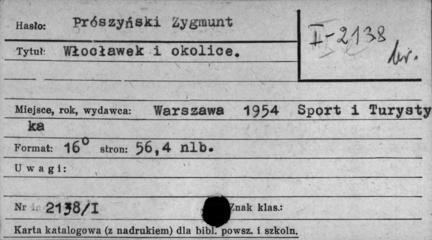 Hasło: Prószyński Zygmunt
II-2138
Tytuł: Włocławek i okolice.
Miejsce, rok, wydawca: Warszawa 1954 Sport i Turysty
ka
Format: 16° stron: 56,4 nlb.
Uwagi:
Nr 2138/I Znak klas.:
Karta katalogowa (z nadrukiem) dla bibl. powsz. i szkoln.